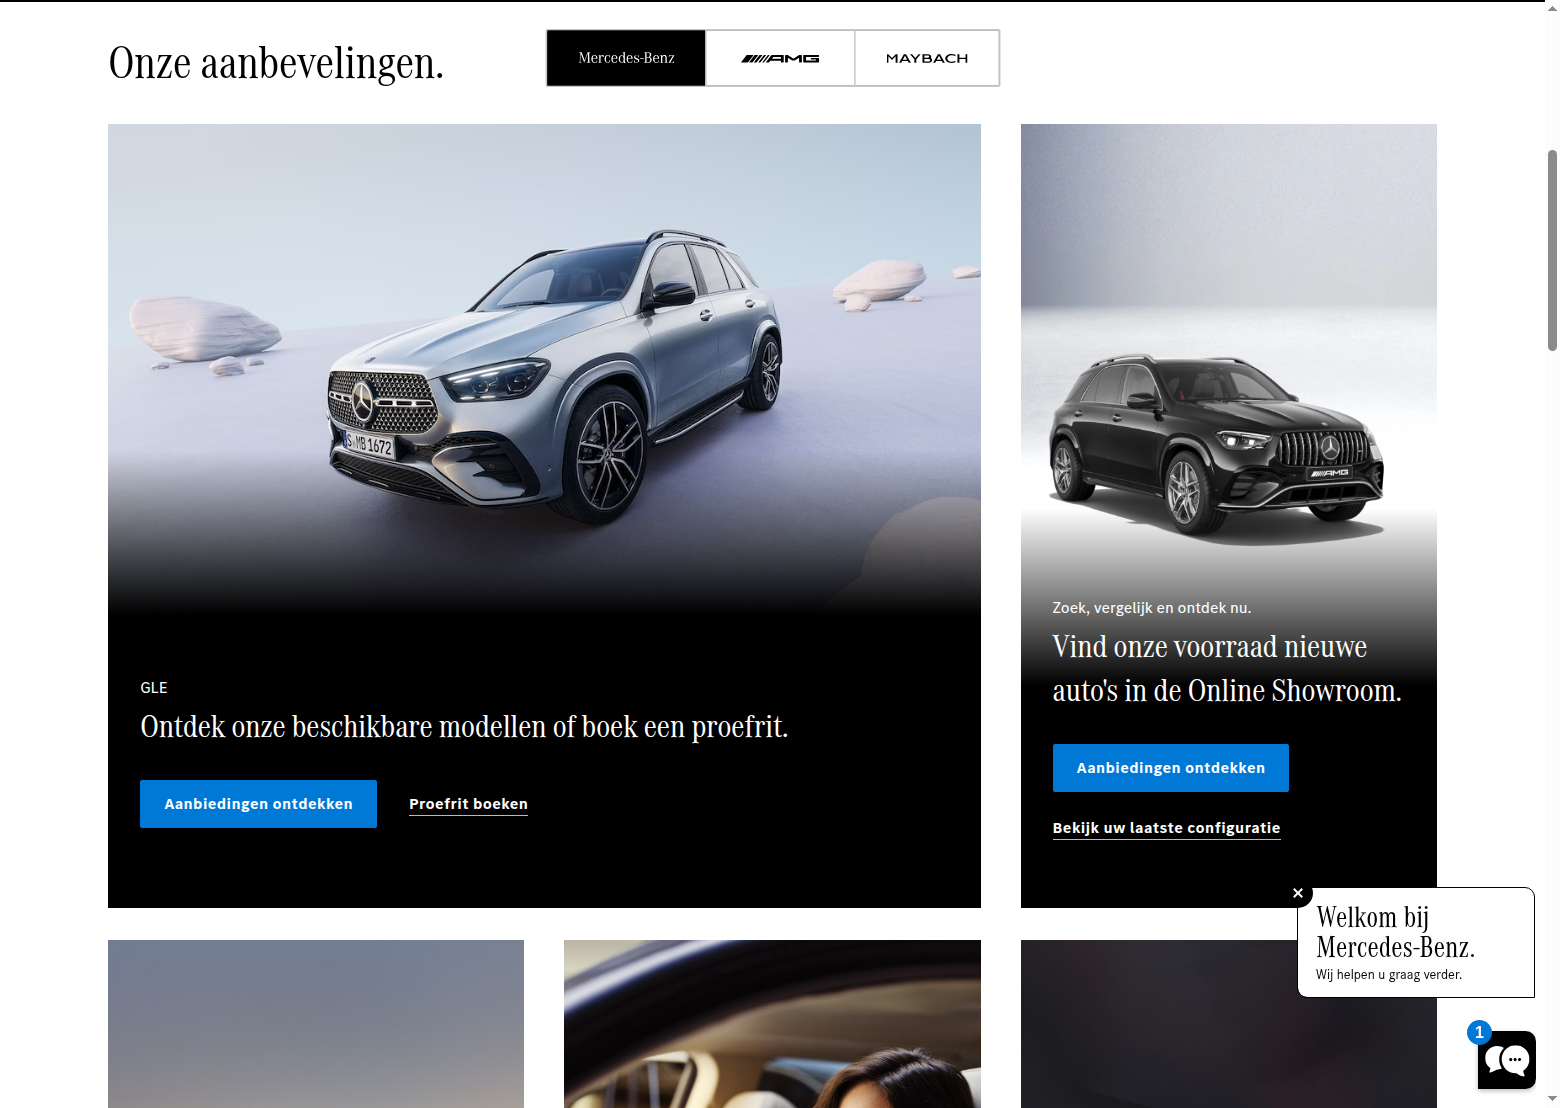 Onze aanbevelingen.
Mercedes-Benz
AMG
MAYBACH
S MB 1672
AMG
GLE
Ontdek onze beschikbare modellen of boek een proefrit.
Aanbiedingen ontdekken
Proefrit boeken
Zoek, vergelijk en ontdek nu.
Vind onze voorraad nieuwe
auto's in de Online Showroom.
Aanbiedingen ontdekken
Bekijk uw laatste configuratie
Welkom bij
Mercedes-Benz.
Wij helpen u graag verder.
1